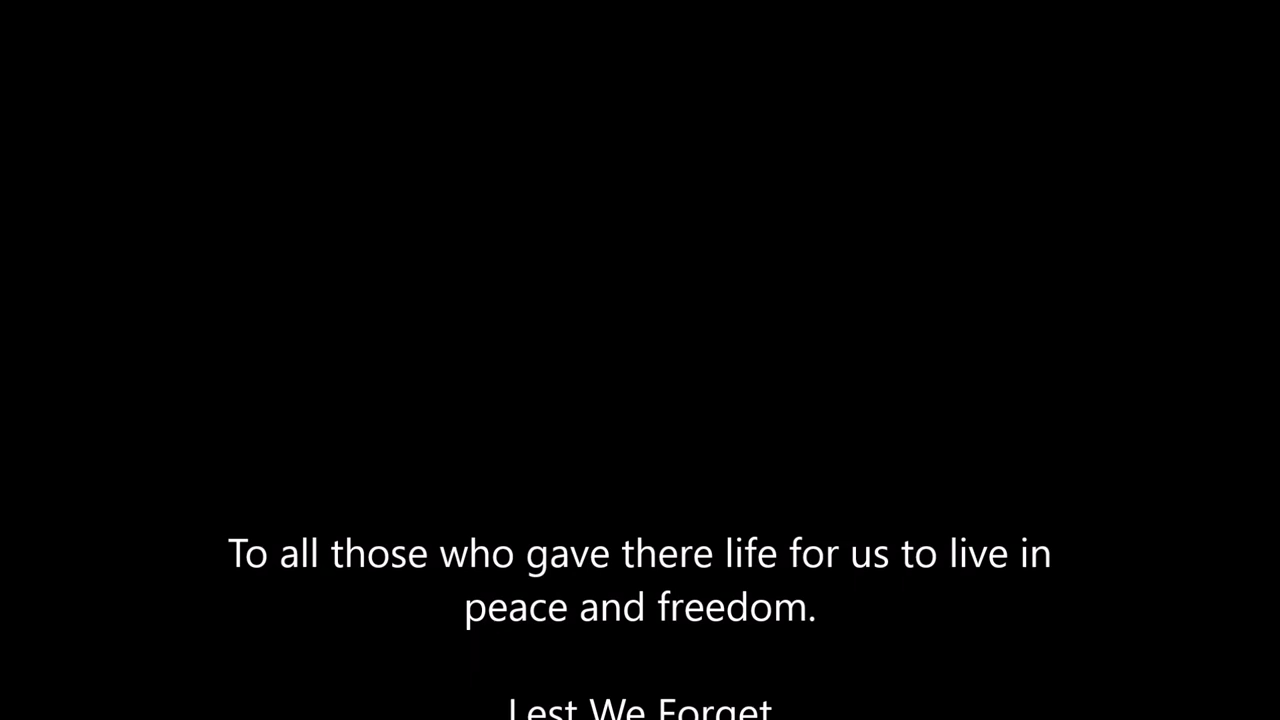 To all those who gave there life for us to live in
peace and freedom.
Lest We Forget